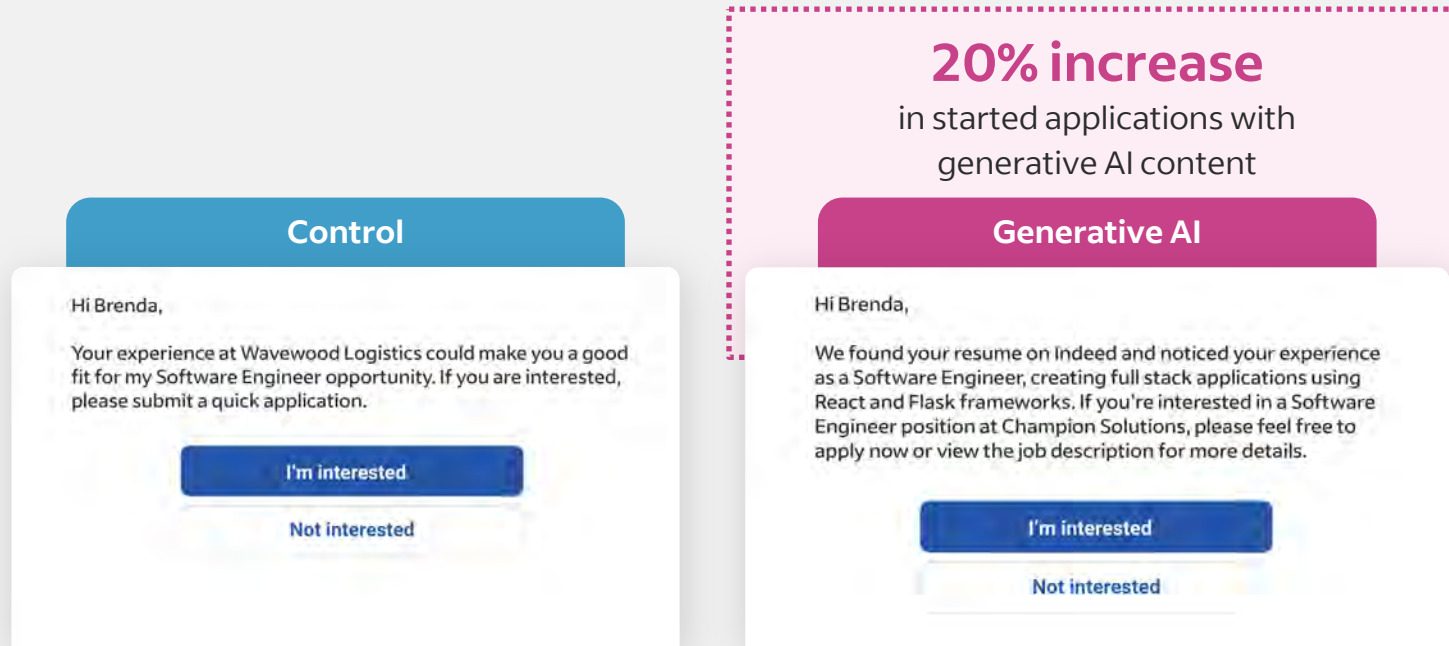 20% increase
in started applications with
generative AI content
Control
Hi Brenda,
Your experience at Wavewood Logistics could make you a good
fit for my Software Engineer opportunity. If you are interested,
please submit a quick application.
I'm interested
Not interested
Generative AI
Hi Brenda,
We found your resume on Indeed and noticed your experience
as a Software Engineer, creating full stack applications using
React and Flask frameworks. If you're interested in a Software
Engineer position at Champion Solutions, please feel free to
apply now or view the job description for more details.
I'm interested
Not interested